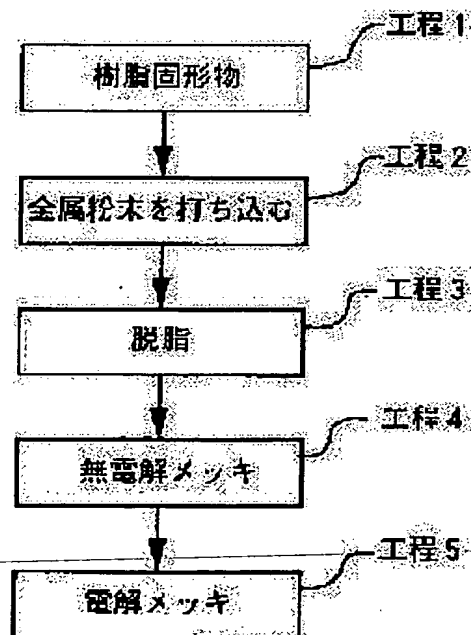 工程1
樹脂固形物
工程2
金属粉末を打ち込む
工程3
脱脂
工程4
無電解メッキ
工程5
電解メッキ